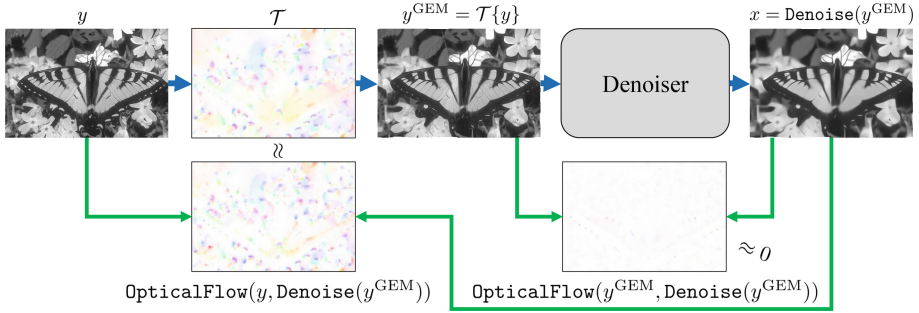 y
𝒯
y^GEM = 𝒯{y}
x = Denoise(y^GEM)
Denoiser
≈
≈ 0
OpticalFlow(y, Denoise(y^GEM))
OpticalFlow(y^GEM, Denoise(y^GEM))